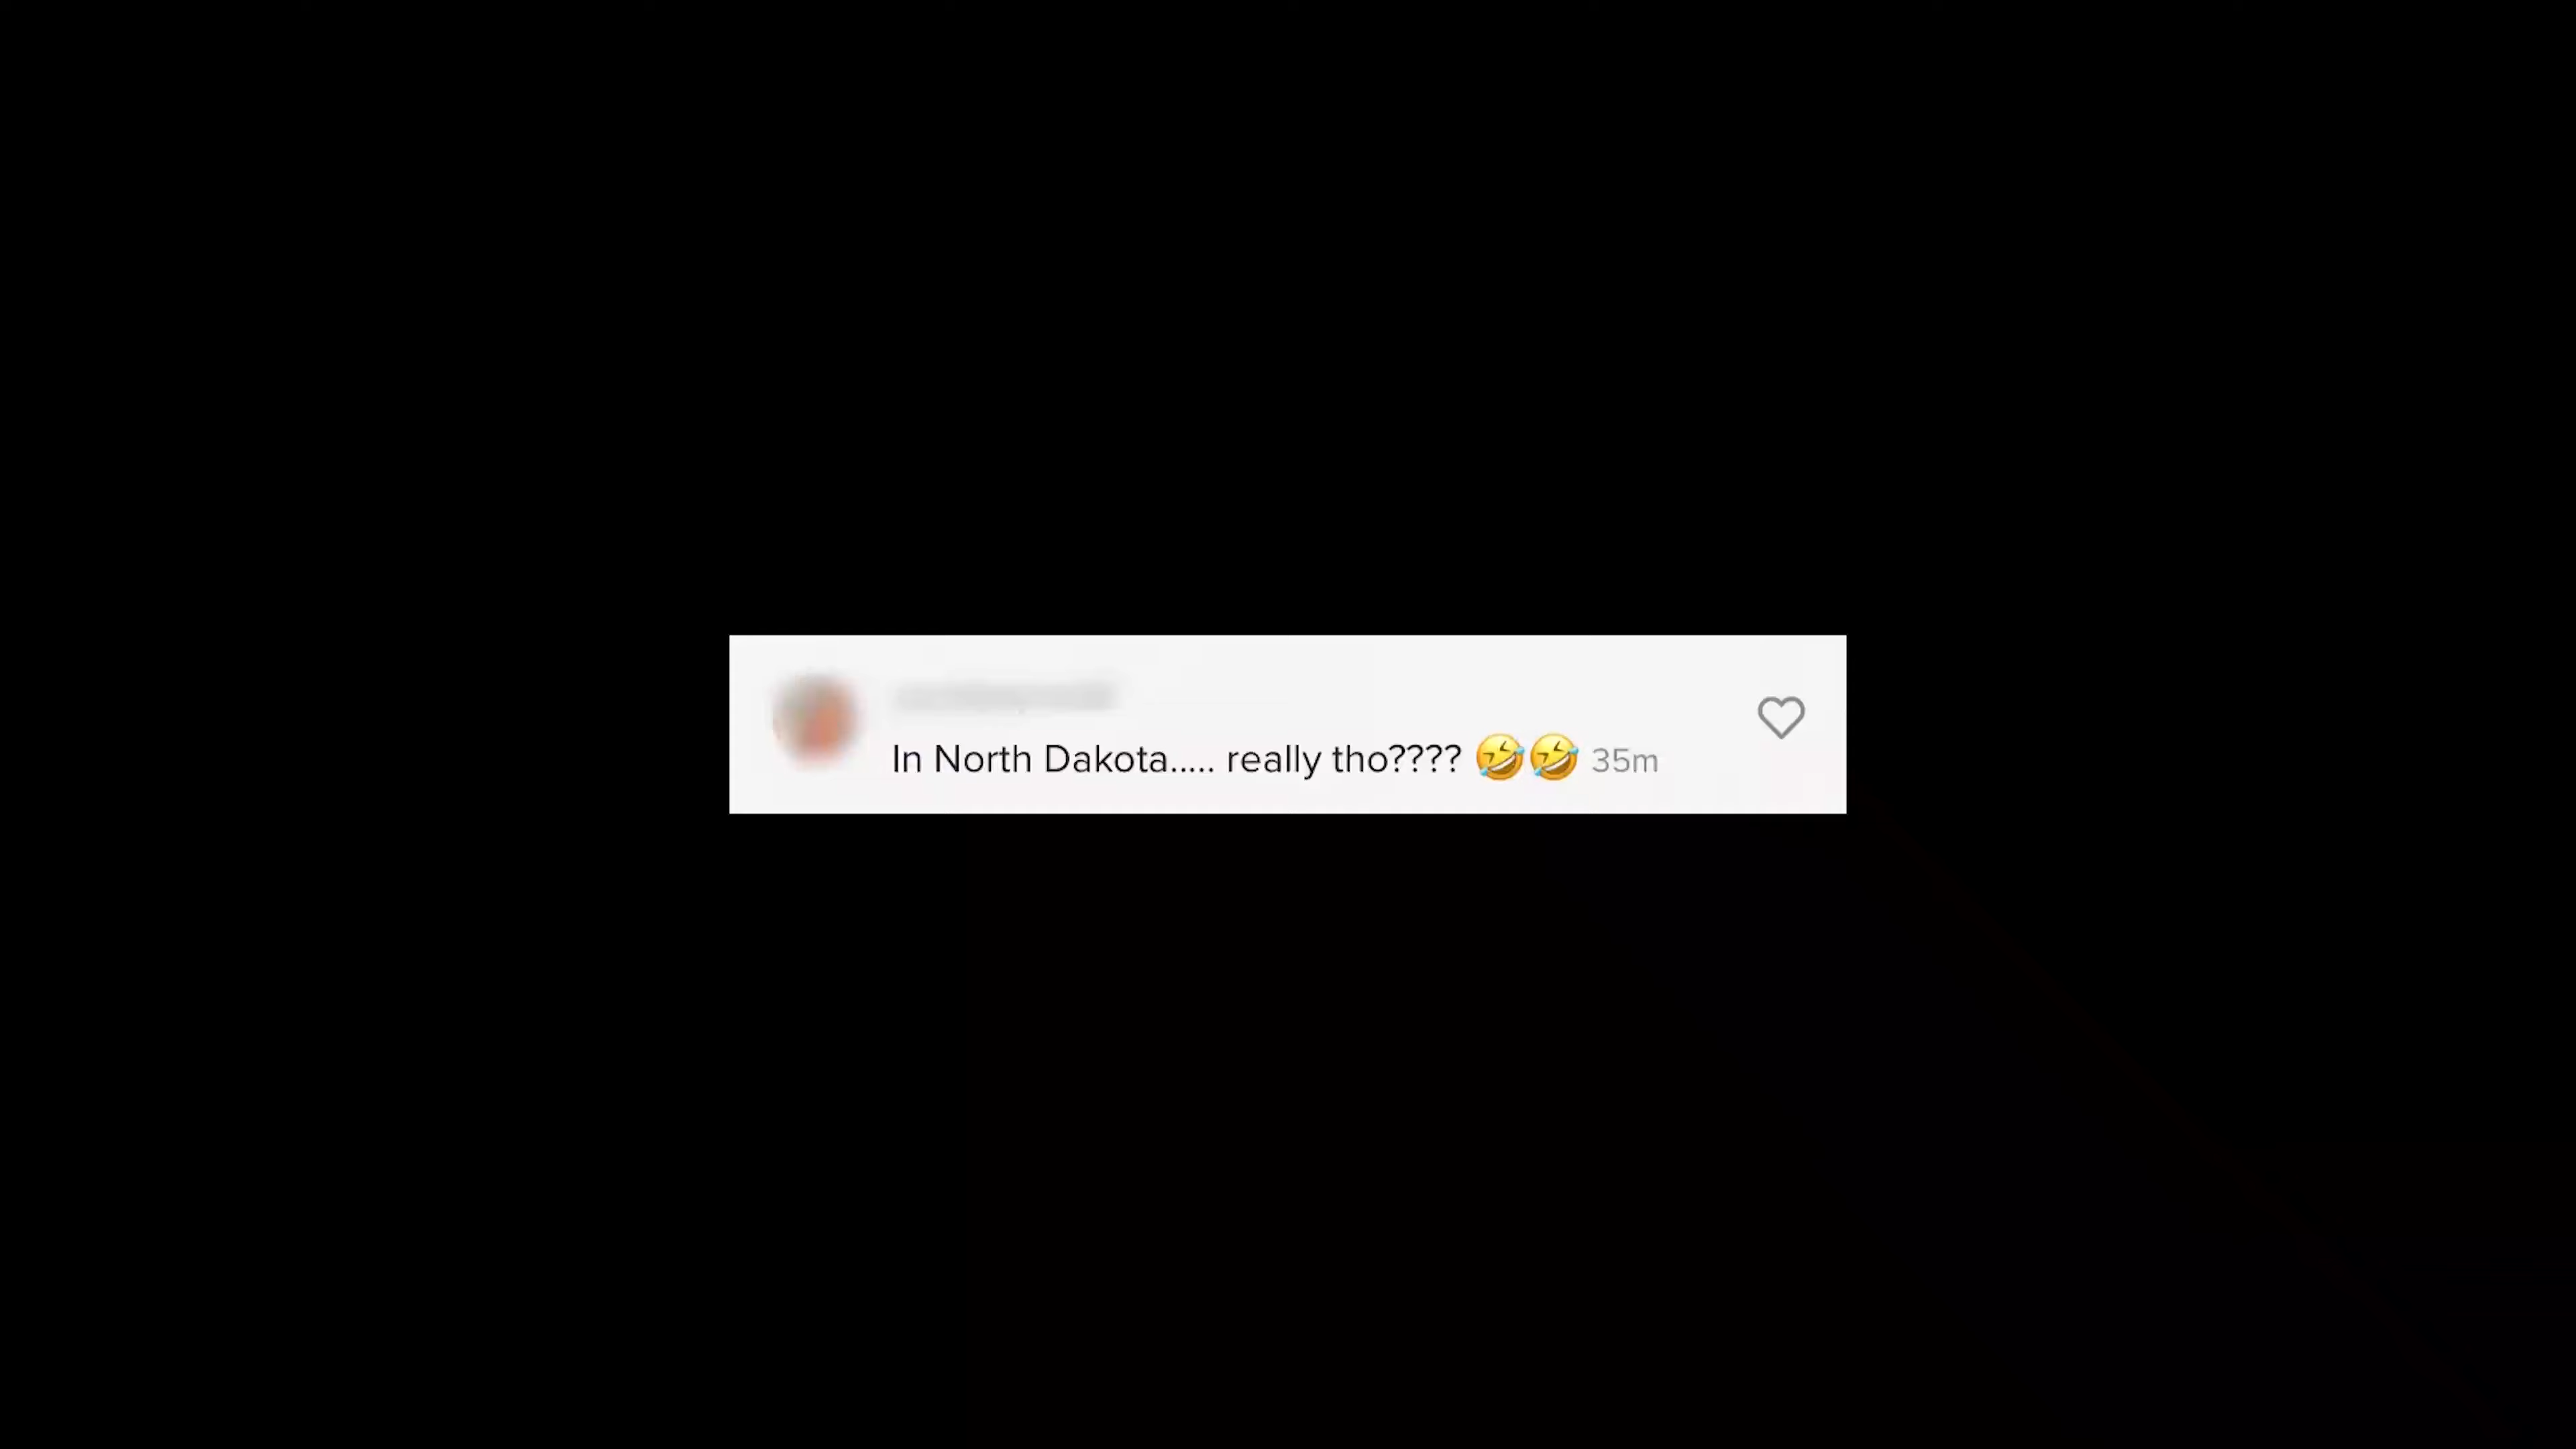 In North Dakota..... really tho???? 🤣🤣 35m